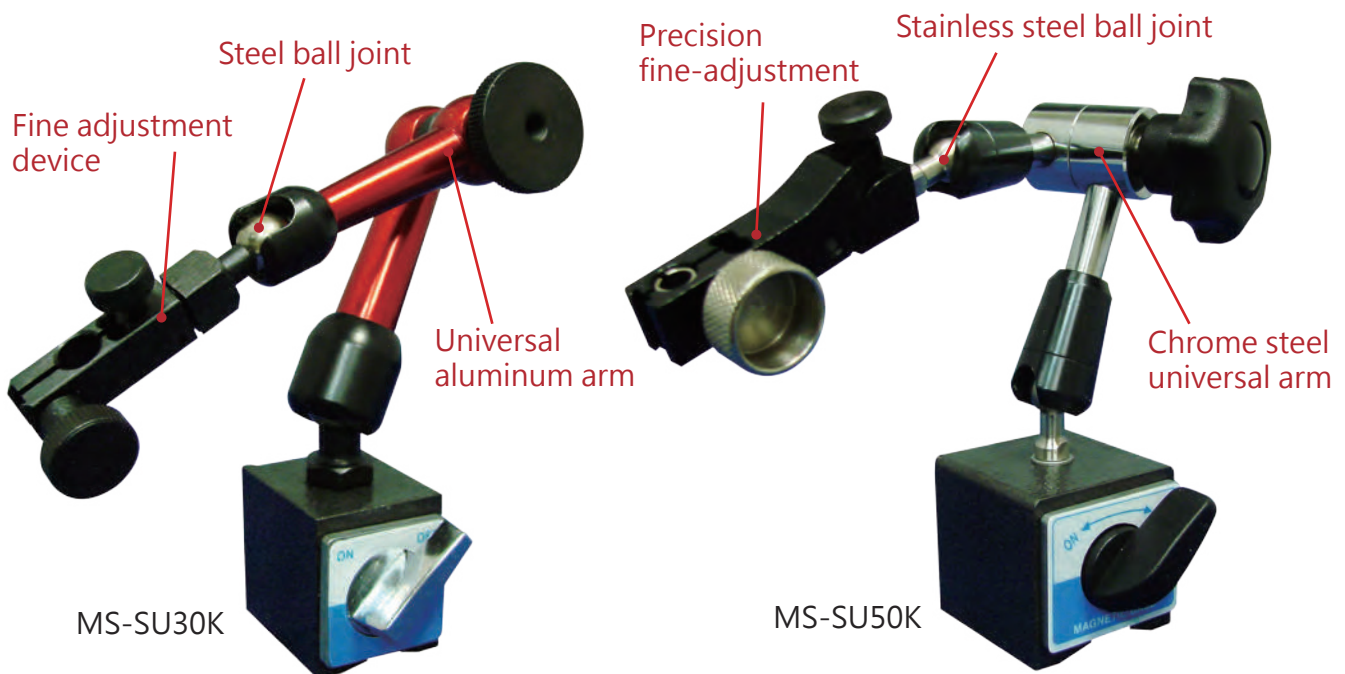 Steel ball joint
Fine adjustment
device
Universal
aluminum arm
ON
MS-SU30K
Precision
fine-adjustment
Stainless steel ball joint
Chrome steel
universal arm
ON
MS-SU50K